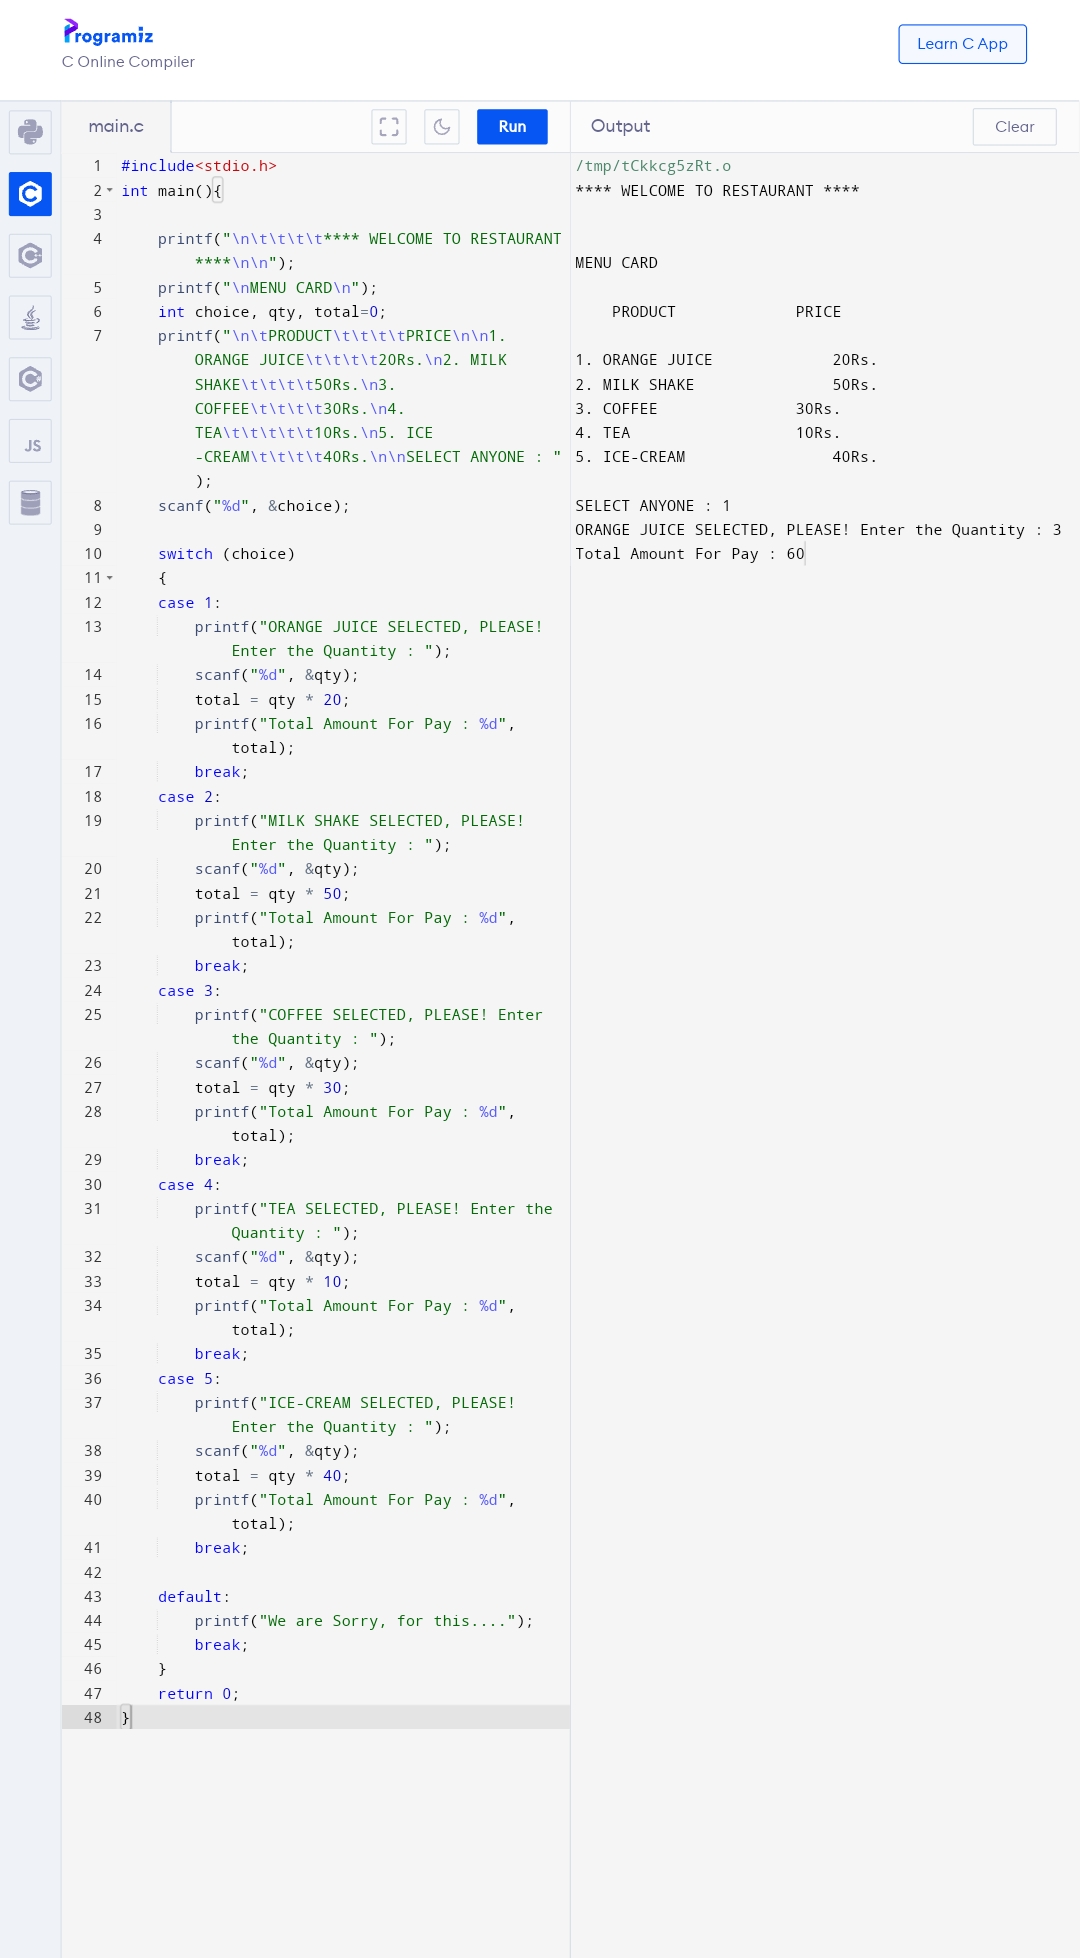 Programiz
C Online Compiler
Learn C App
main.c
Run
Output
Clear
JS
1 #include<stdio.h>
2 int main(){
3
4 printf("\n\t\t\t\t**** WELCOME TO RESTAURANT
****\n\n");
5 printf("\nMENU CARD\n");
6 int choice, qty, total=0;
7 printf("\n\tPRODUCT\t\t\t\tPRICE\n\n1.
ORANGE JUICE\t\t\t\t20Rs.\n2. MILK
SHAKE\t\t\t\t50Rs.\n3.
COFFEE\t\t\t\t30Rs.\n4.
TEA\t\t\t\t\t10Rs.\n5. ICE
-CREAM\t\t\t\t40Rs.\n\nSELECT ANYONE : "
);
8 scanf("%d", &choice);
9
10 switch (choice)
11 {
12 case 1:
13 printf("ORANGE JUICE SELECTED, PLEASE!
Enter the Quantity : ");
14 scanf("%d", &qty);
15 total = qty * 20;
16 printf("Total Amount For Pay : %d",
total);
17 break;
18 case 2:
19 printf("MILK SHAKE SELECTED, PLEASE!
Enter the Quantity : ");
20 scanf("%d", &qty);
21 total = qty * 50;
22 printf("Total Amount For Pay : %d",
total);
23 break;
24 case 3:
25 printf("COFFEE SELECTED, PLEASE! Enter
the Quantity : ");
26 scanf("%d", &qty);
27 total = qty * 30;
28 printf("Total Amount For Pay : %d",
total);
29 break;
30 case 4:
31 printf("TEA SELECTED, PLEASE! Enter the
Quantity : ");
32 scanf("%d", &qty);
33 total = qty * 10;
34 printf("Total Amount For Pay : %d",
total);
35 break;
36 case 5:
37 printf("ICE-CREAM SELECTED, PLEASE!
Enter the Quantity : ");
38 scanf("%d", &qty);
39 total = qty * 40;
40 printf("Total Amount For Pay : %d",
total);
41 break;
42
43 default:
44 printf("We are Sorry, for this....");
45 break;
46 }
47 return 0;
48 }
/tmp/tCkkcg5zRt.o
**** WELCOME TO RESTAURANT ****
MENU CARD
PRODUCT PRICE
1. ORANGE JUICE 20Rs.
2. MILK SHAKE 50Rs.
3. COFFEE 30Rs.
4. TEA 10Rs.
5. ICE-CREAM 40Rs.
SELECT ANYONE : 1
ORANGE JUICE SELECTED, PLEASE! Enter the Quantity : 3
Total Amount For Pay : 60